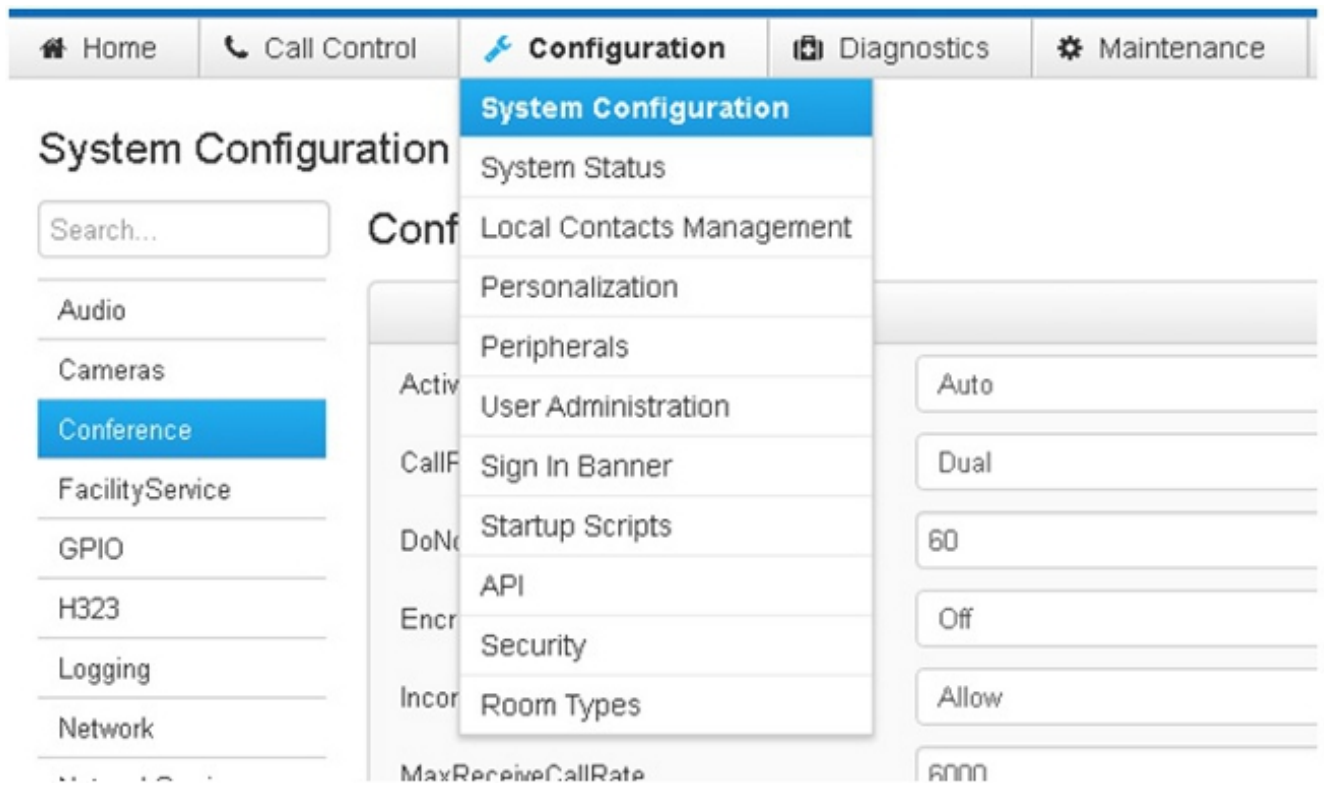 Home Call Control Configuration Diagnostics Maintenance
System Configuration
System Configuration
System Status
Local Contacts Management
Personalization
Peripherals
User Administration
Sign In Banner
Startup Scripts
API
Security
Room Types
Search...
Audio
Cameras
Conference
FacilityService
GPIO
H323
Logging
Network
Conf
Activ Auto
CallF Dual
DoNo 60
Encr Off
Incor Allow
MaxReceiveCallRate 6000